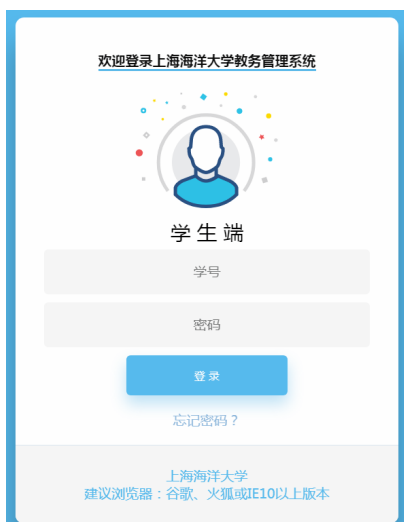 欢迎登录上海海洋大学教务管理系统
学生端
学号
密码
登录
忘记密码？
上海海洋大学
建议浏览器：谷歌、火狐或IE10以上版本